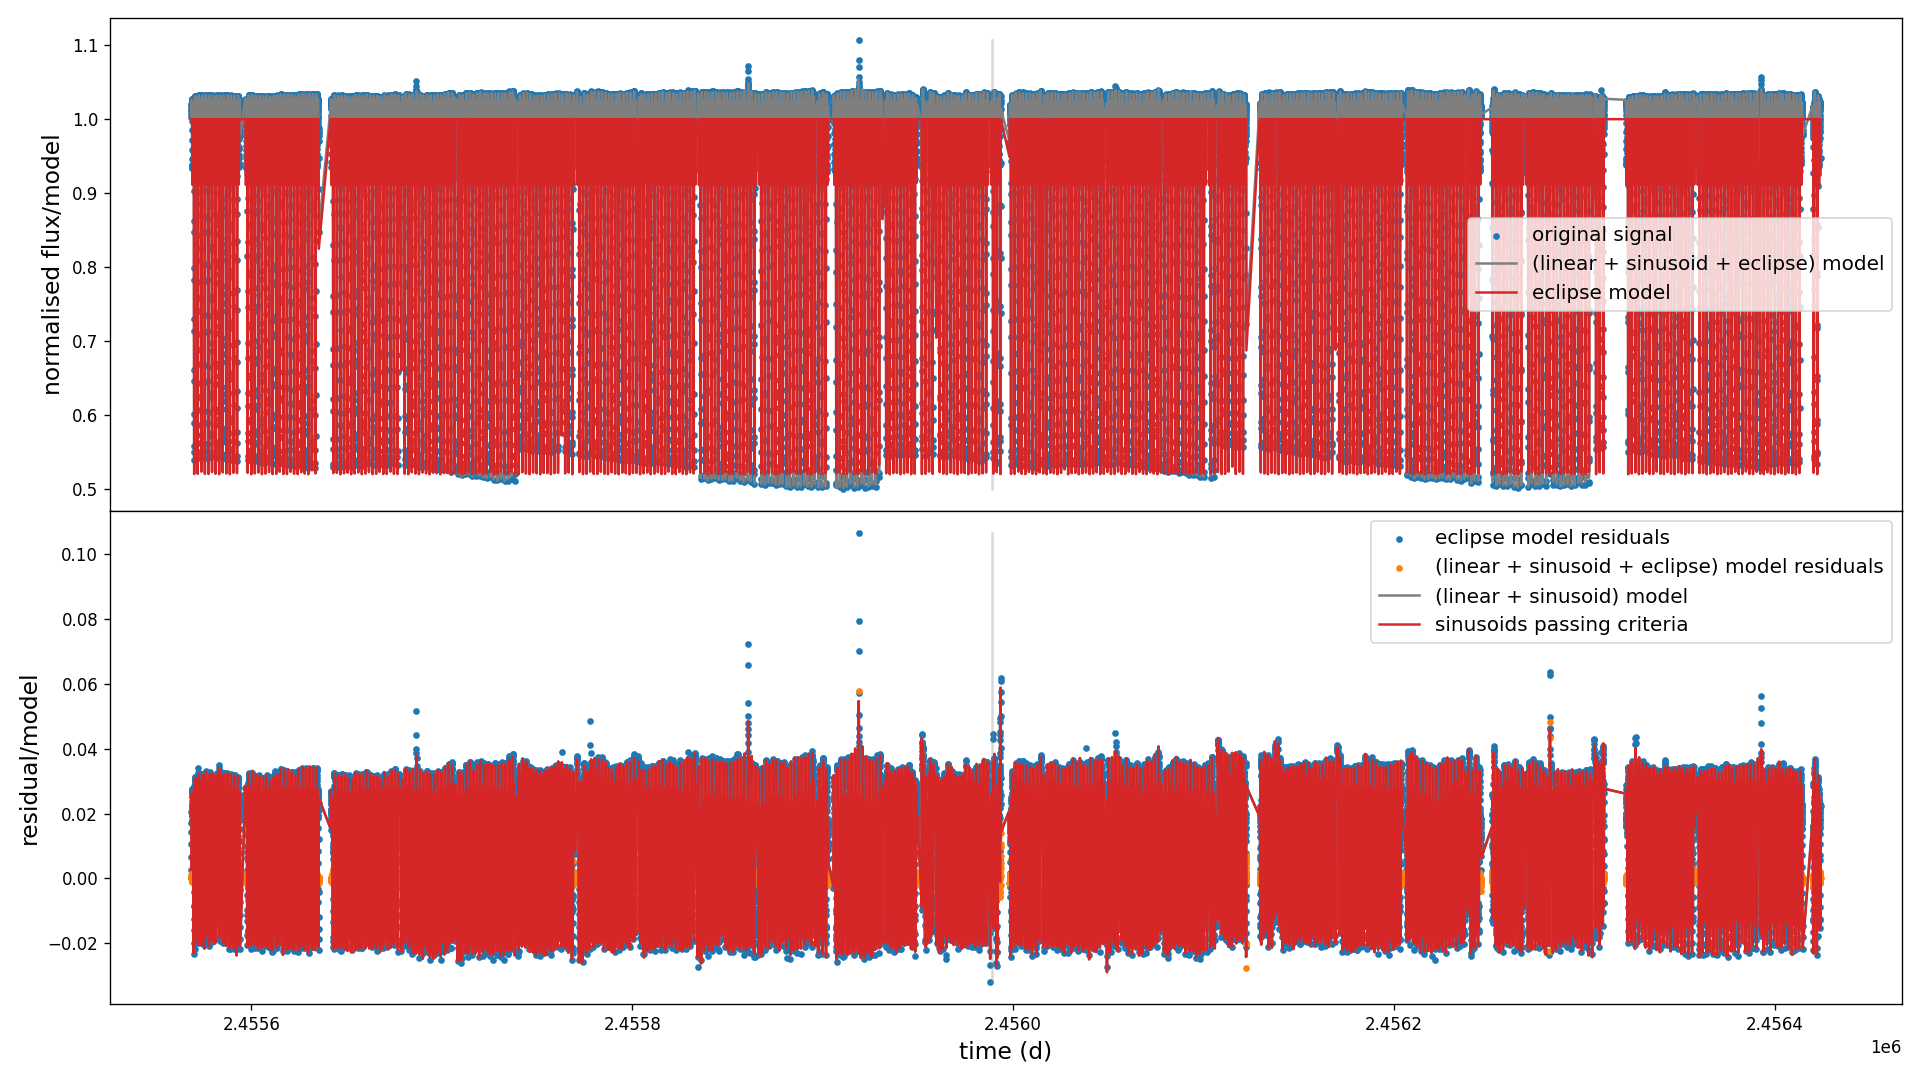 1.1
1.0
0.9
0.8
0.7
0.6
0.5
normalised flux/model
original signal
(linear + sinusoid + eclipse) model
eclipse model
0.10
0.08
0.06
0.04
0.02
0.00
−0.02
residual/model
eclipse model residuals
(linear + sinusoid + eclipse) model residuals
(linear + sinusoid) model
sinusoids passing criteria
2.4556 2.4558 2.4560 2.4562 2.4564
1e6
time (d)